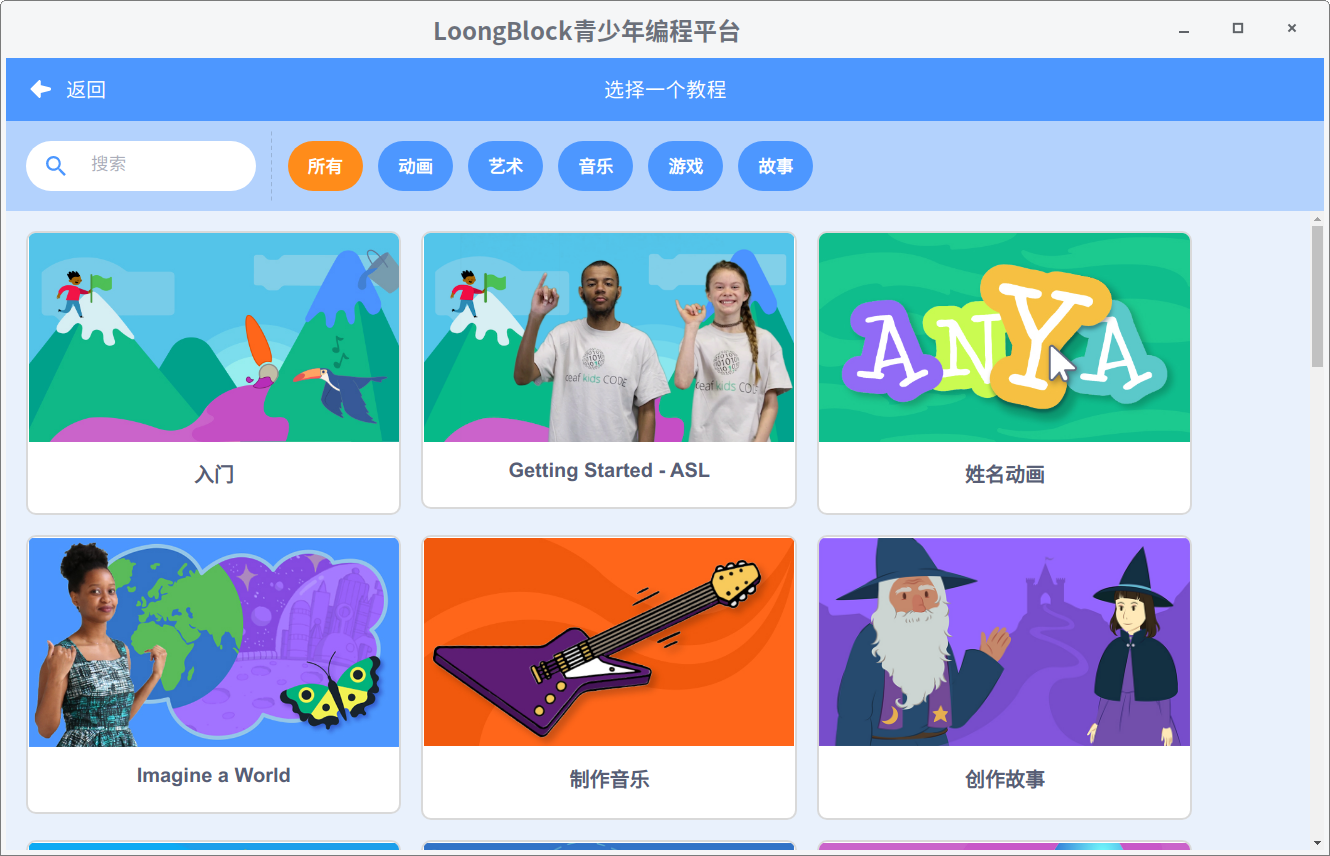 LoongBlock青少年编程平台
返回
选择一个教程
搜索
所有
动画
艺术
音乐
游戏
故事
deaf kids CODE
deaf kids CODE
ANYA
入门
Getting Started - ASL
姓名动画
Imagine a World
制作音乐
创作故事